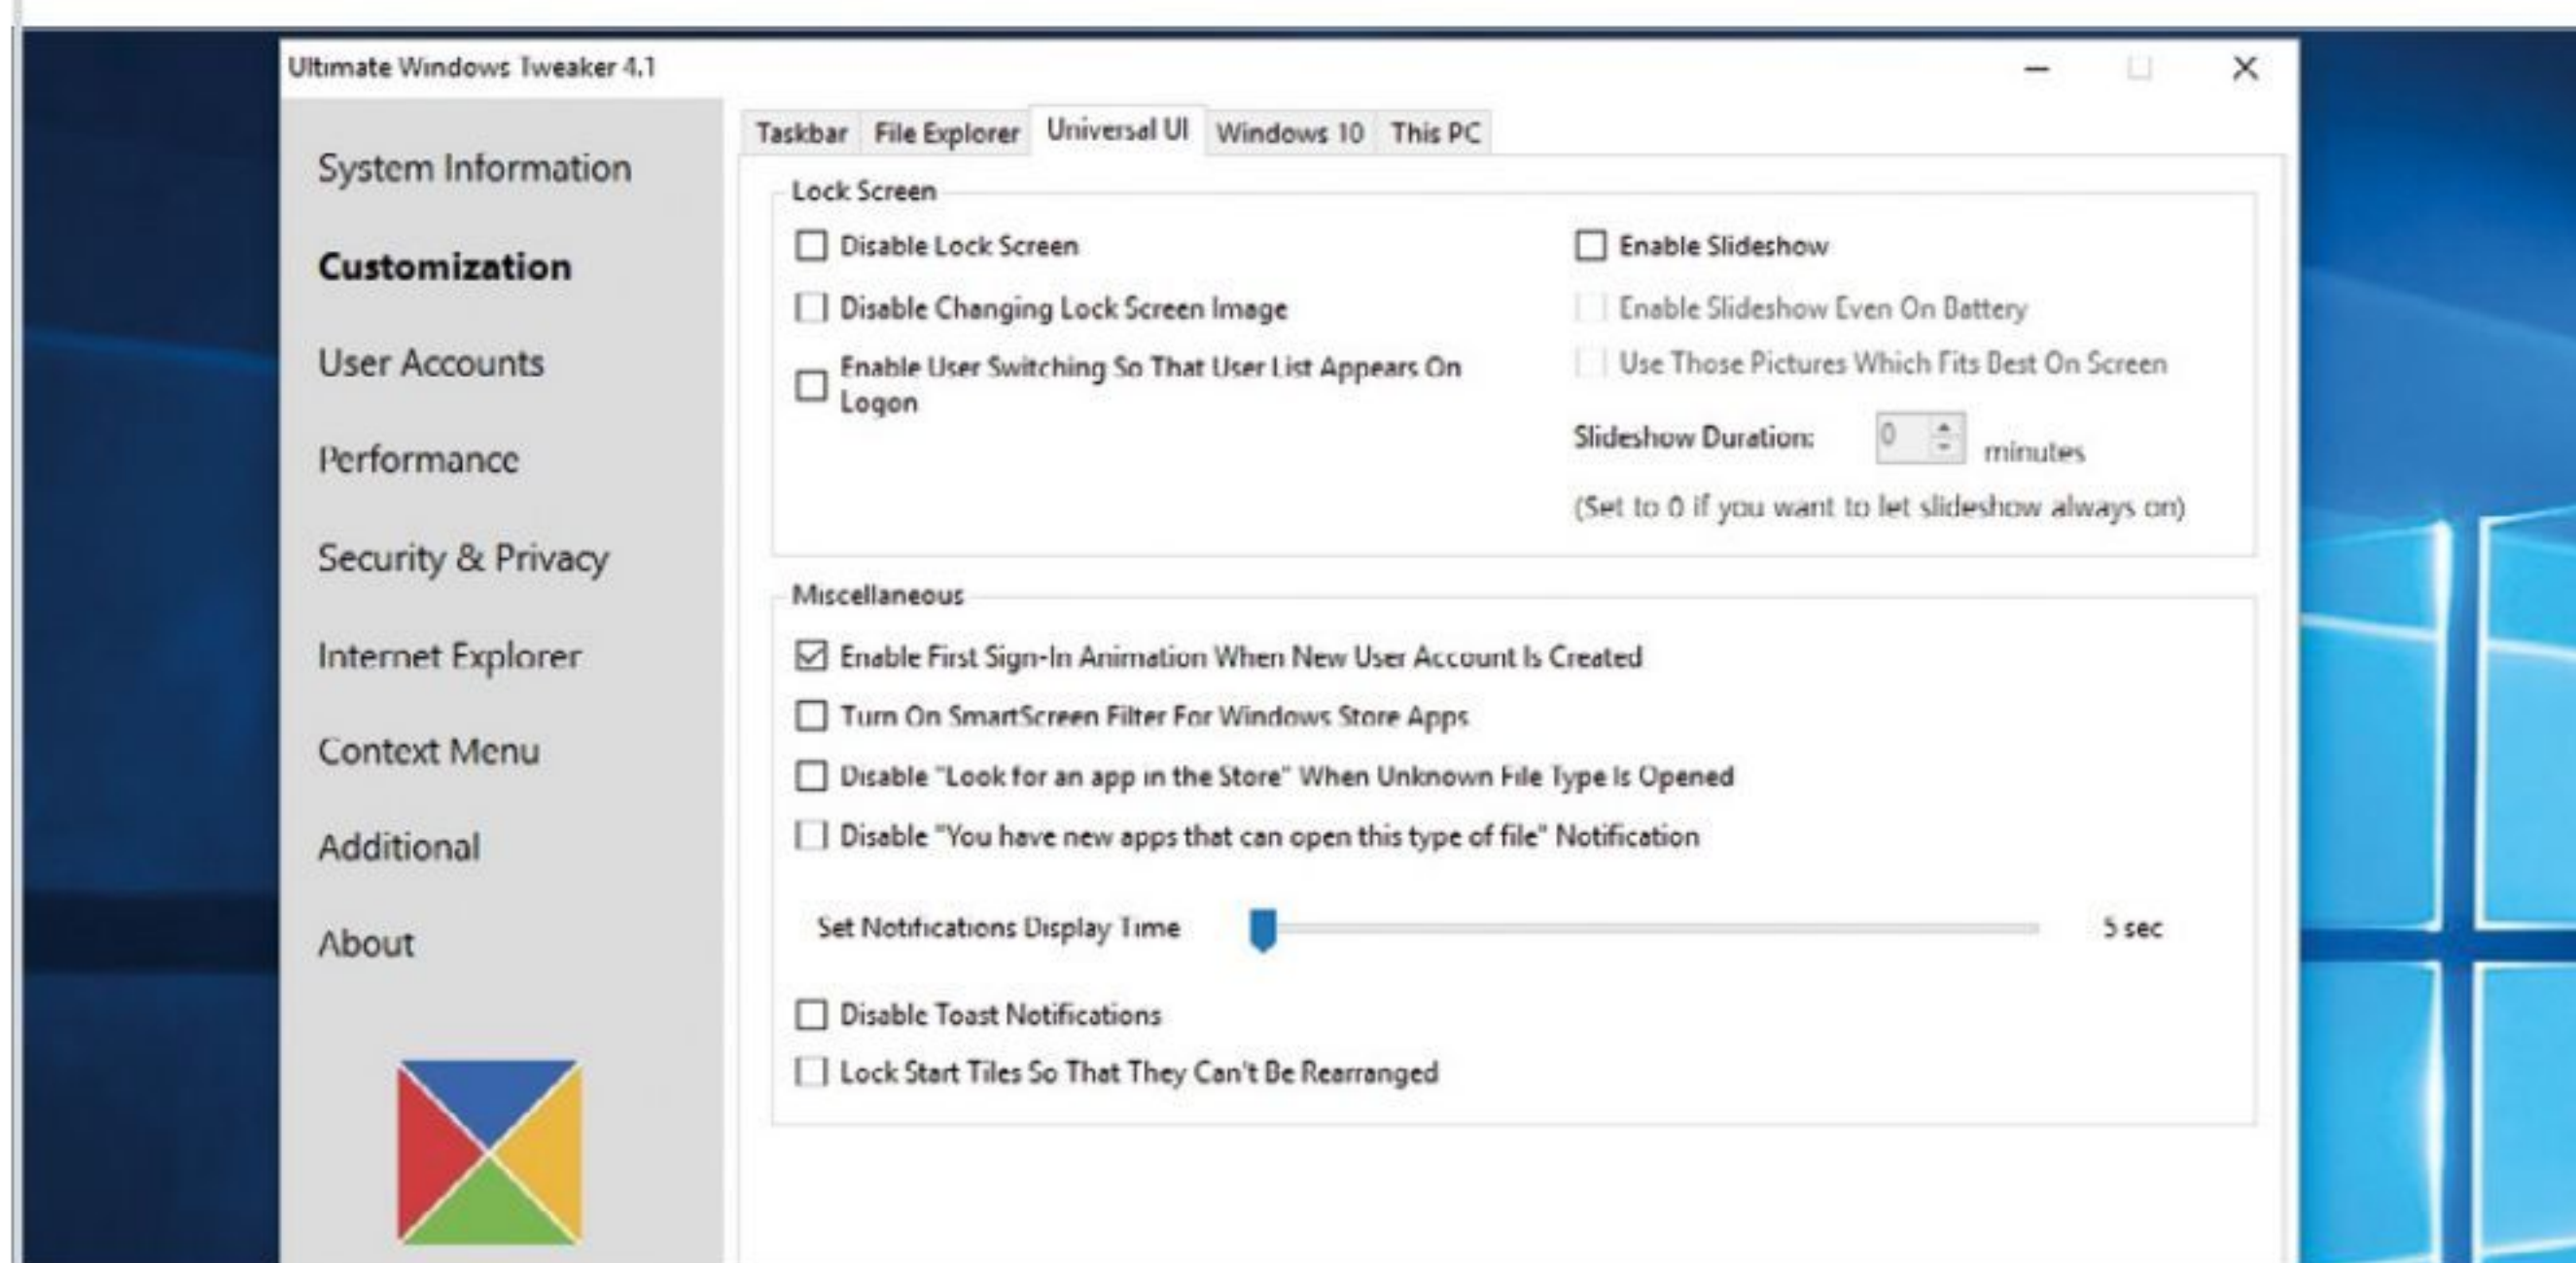 Ultimate Windows Tweaker 4.1
System Information
Customization
User Accounts
Performance
Security & Privacy
Internet Explorer
Context Menu
Additional
About
Taskbar File Explorer Universal UI Windows 10 This PC
Lock Screen
Disable Lock Screen
Disable Changing Lock Screen Image
Enable User Switching So That User List Appears On
Logon
Enable Slideshow
Enable Slideshow Even On Battery
Use Those Pictures Which Fits Best On Screen
Slideshow Duration: 0 minutes
(Set to 0 if you want to let slideshow always on)
Miscellaneous
Enable First Sign-In Animation When New User Account Is Created
Turn On SmartScreen Filter For Windows Store Apps
Disable "Look for an app in the Store" When Unknown File Type Is Opened
Disable "You have new apps that can open this type of file" Notification
Set Notifications Display Time 5 sec
Disable Toast Notifications
Lock Start Tiles So That They Can't Be Rearranged